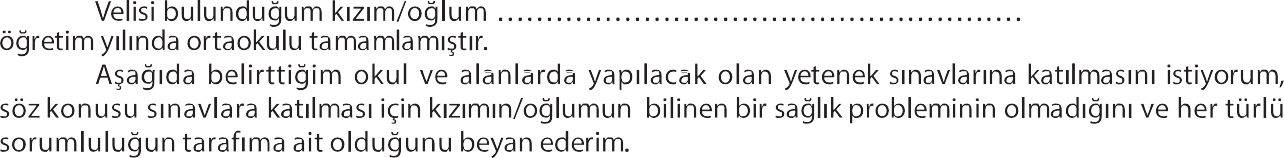 Velisi bulunduğum kızım/oğlum ……………………………………………
öğretim yılında ortaokulu tamamlamıştır.
Aşağıda belirttiğim okul ve alanlarda yapılacak olan yetenek sınavlarına katılmasını istiyorum,
söz konusu sınavlara katılması için kızımın/oğlumun bilinen bir sağlık probleminin olmadığını ve her türlü
sorumluluğun tarafıma ait olduğunu beyan ederim.